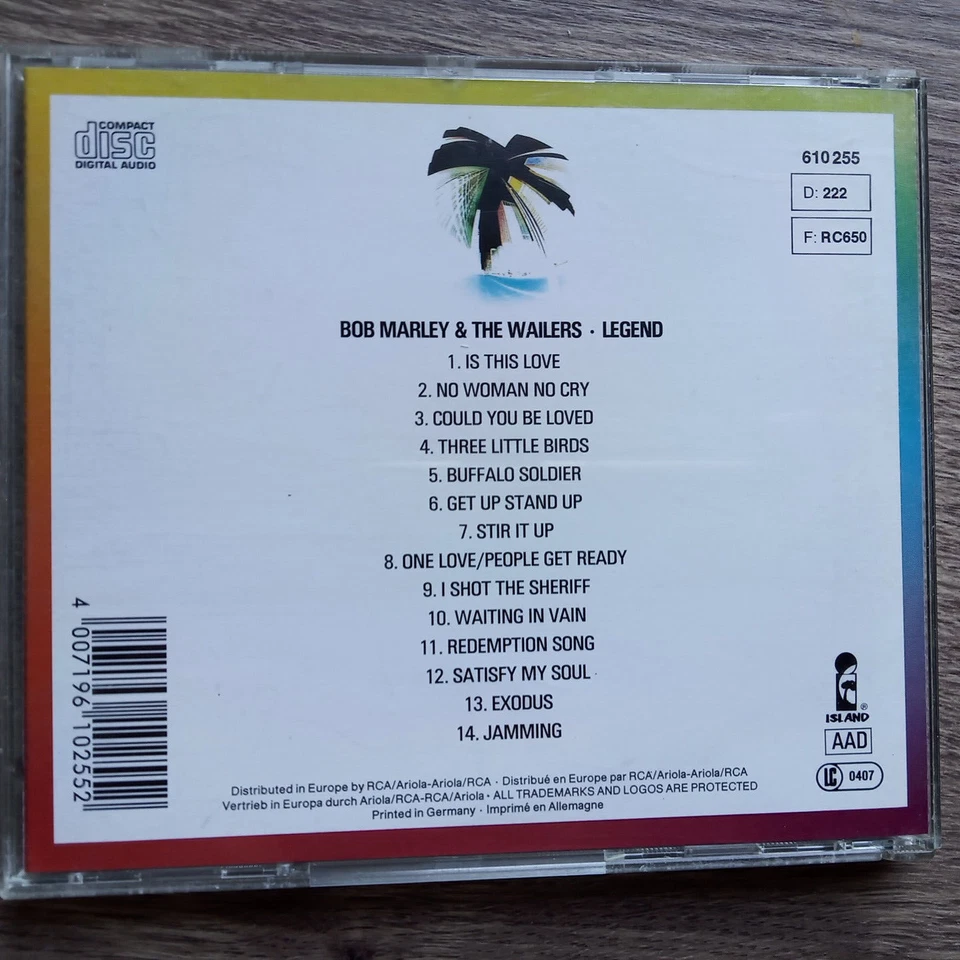 COMPACT
disc
DIGITAL AUDIO
610 255
D: 222
F: RC650
BOB MARLEY & THE WAILERS · LEGEND
1. IS THIS LOVE
2. NO WOMAN NO CRY
3. COULD YOU BE LOVED
4. THREE LITTLE BIRDS
5. BUFFALO SOLDIER
6. GET UP STAND UP
7. STIR IT UP
8. ONE LOVE/PEOPLE GET READY
9. I SHOT THE SHERIFF
10. WAITING IN VAIN
11. REDEMPTION SONG
12. SATISFY MY SOUL
13. EXODUS
14. JAMMING
4 007196 102552
ISLAND ®
AAD
LC 0407
Distributed in Europe by RCA/Ariola-Ariola/RCA · Distribué en Europe par RCA/Ariola-Ariola/RCA
Vertrieb in Europa durch Ariola/RCA-RCA/Ariola · ALL TRADEMARKS AND LOGOS ARE PROTECTED
Printed in Germany · Imprimé en Allemagne